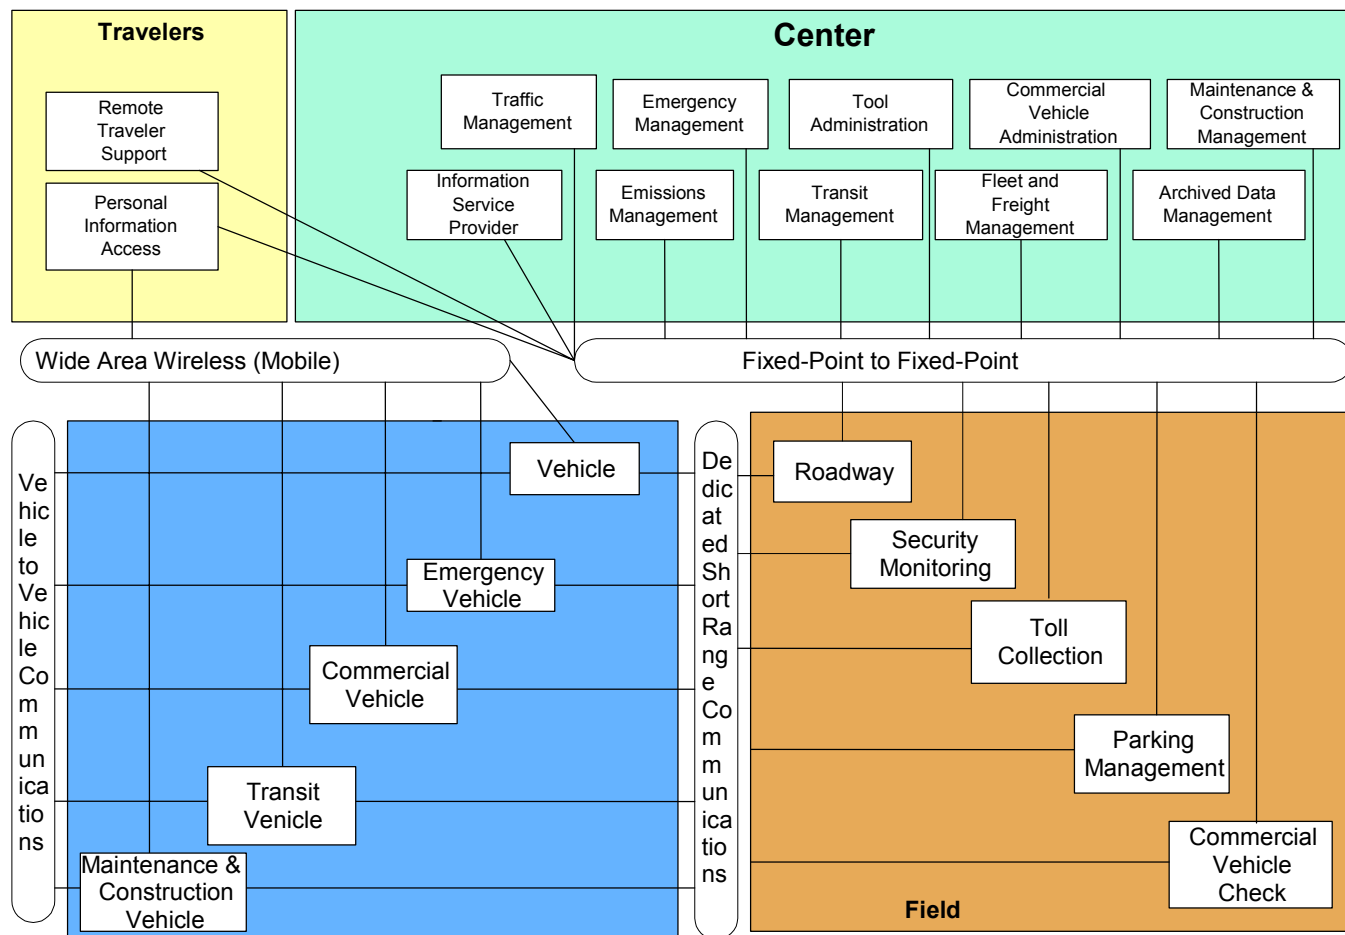 Travelers
Remote
Traveler
Support
Personal
Information
Access
Center
Traffic
Management
Emergency
Management
Tool
Administration
Commercial
Vehicle
Administration
Maintenance &
Construction
Management
Information
Service
Provider
Emissions
Management
Transit
Management
Fleet and
Freight
Management
Archived Data
Management
Wide Area Wireless (Mobile)
Fixed-Point to Fixed-Point
Ve
hic
le
to
Ve
hic
le
Co
m
m
un
ica
tio
ns
Vehicle
Emergency
Vehicle
Commercial
Vehicle
Transit
Venicle
Maintenance &
Construction
Vehicle
De
dic
at
ed
Sh
ort
Ra
ng
e
Co
m
m
un
ica
tio
ns
Roadway
Security
Monitoring
Toll
Collection
Parking
Management
Commercial
Vehicle
Check
Field